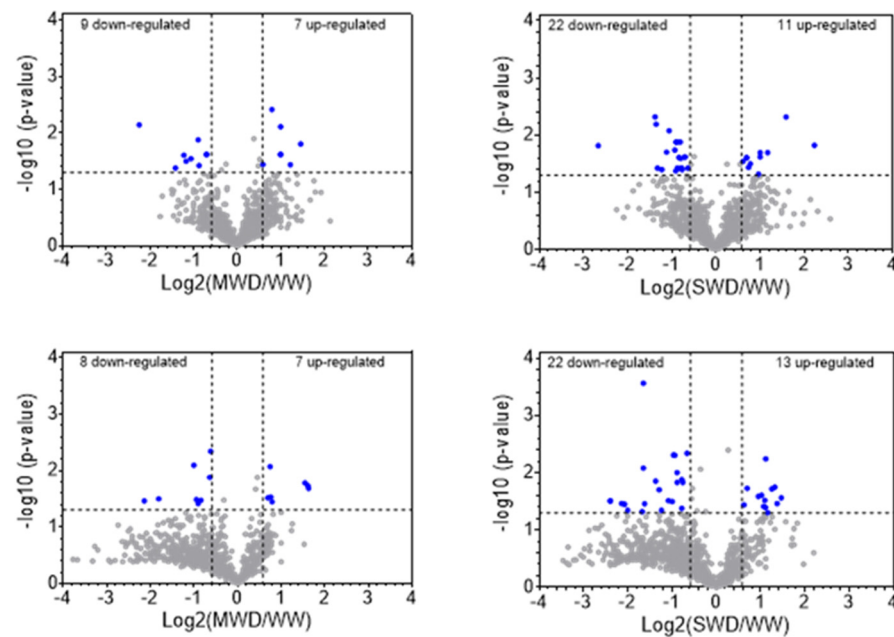 9 down-regulated 7 up-regulated
4
3
2
1
0
-log10 (p-value)
-4 -3 -2 -1 0 1 2 3 4
Log2(MWD/WW)
22 down-regulated 11 up-regulated
4
3
2
1
0
-log10 (p-value)
-4 -3 -2 -1 0 1 2 3 4
Log2(SWD/WW)
8 down-regulated 7 up-regulated
4
3
2
1
0
-log10 (p-value)
-4 -3 -2 -1 0 1 2 3 4
Log2(MWD/WW)
22 down-regulated 13 up-regulated
4
3
2
1
0
-log10 (p-value)
-4 -3 -2 -1 0 1 2 3 4
Log2(SWD/WW)